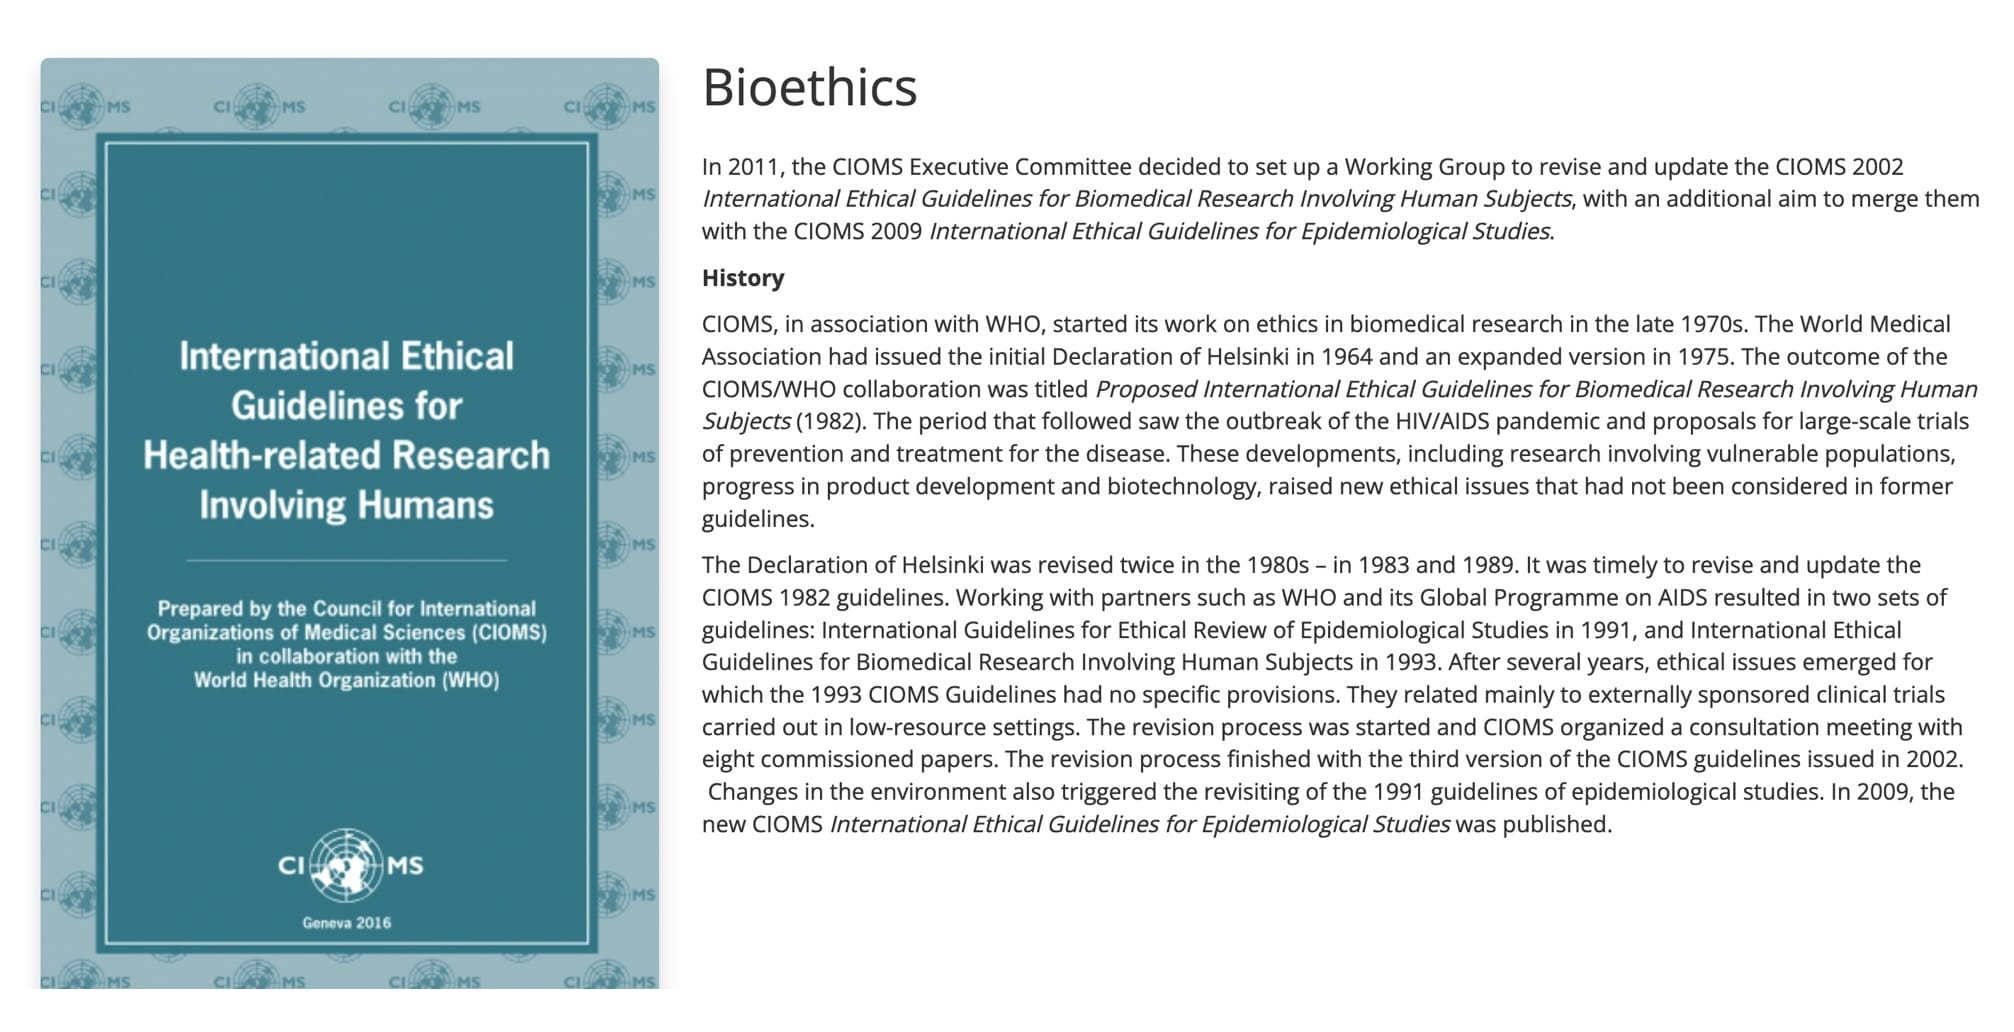 CIOMS CIOMS CIOMS CIOMS
International Ethical
Guidelines for
Health-related Research
Involving Humans
Prepared by the Council for International
Organizations of Medical Sciences (CIOMS)
in collaboration with the
World Health Organization (WHO)
CIOMS
Geneva 2016
Bioethics
In 2011, the CIOMS Executive Committee decided to set up a Working Group to revise and update the CIOMS 2002
International Ethical Guidelines for Biomedical Research Involving Human Subjects, with an additional aim to merge them
with the CIOMS 2009 International Ethical Guidelines for Epidemiological Studies.
History
CIOMS, in association with WHO, started its work on ethics in biomedical research in the late 1970s. The World Medical
Association had issued the initial Declaration of Helsinki in 1964 and an expanded version in 1975. The outcome of the
CIOMS/WHO collaboration was titled Proposed International Ethical Guidelines for Biomedical Research Involving Human
Subjects (1982). The period that followed saw the outbreak of the HIV/AIDS pandemic and proposals for large-scale trials
of prevention and treatment for the disease. These developments, including research involving vulnerable populations,
progress in product development and biotechnology, raised new ethical issues that had not been considered in former
guidelines.
The Declaration of Helsinki was revised twice in the 1980s – in 1983 and 1989. It was timely to revise and update the
CIOMS 1982 guidelines. Working with partners such as WHO and its Global Programme on AIDS resulted in two sets of
guidelines: International Guidelines for Ethical Review of Epidemiological Studies in 1991, and International Ethical
Guidelines for Biomedical Research Involving Human Subjects in 1993. After several years, ethical issues emerged for
which the 1993 CIOMS Guidelines had no specific provisions. They related mainly to externally sponsored clinical trials
carried out in low-resource settings. The revision process was started and CIOMS organized a consultation meeting with
eight commissioned papers. The revision process finished with the third version of the CIOMS guidelines issued in 2002.
Changes in the environment also triggered the revisiting of the 1991 guidelines of epidemiological studies. In 2009, the
new CIOMS International Ethical Guidelines for Epidemiological Studies was published.